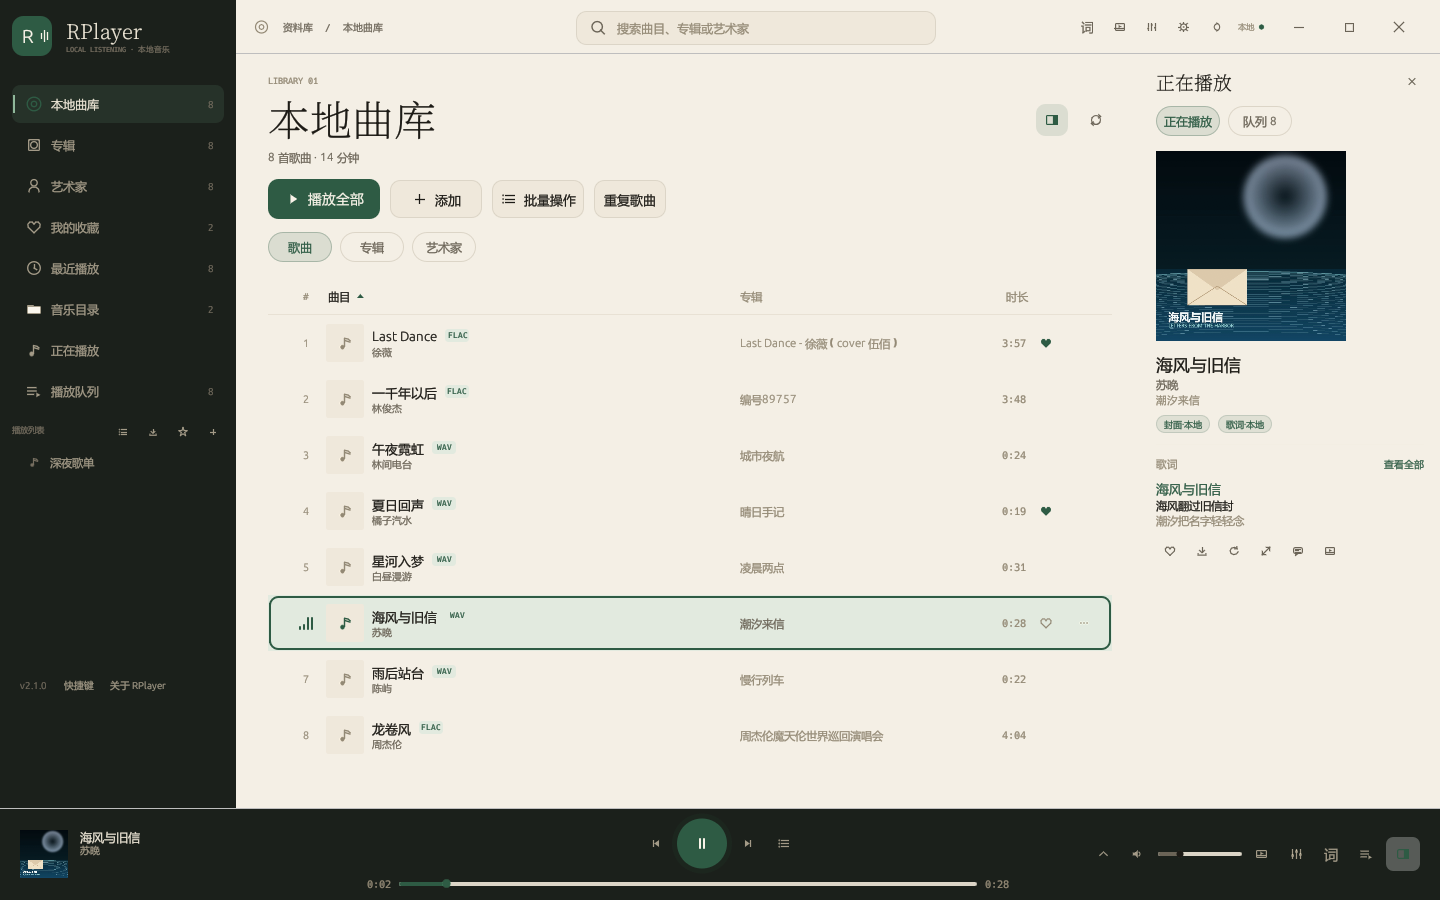 RPlayer
LOCAL LISTENING · 本地音乐
本地曲库 8
专辑 8
艺术家 8
我的收藏 2
最近播放 8
音乐目录 2
正在播放
播放队列 8
播放列表
深夜歌单
v2.1.0 快捷键 关于 RPlayer
资料库 / 本地曲库
搜索曲目、专辑或艺术家
词
本地
LIBRARY 01
本地曲库
8 首歌曲 · 14 分钟
播放全部 添加 批量操作 重复歌曲
歌曲 专辑 艺术家
# 曲目 专辑 时长
1 Last Dance FLAC Last Dance - 徐薇 ( cover 伍佰 ) 3:57
徐薇
2 一千年以后 FLAC 编号89757 3:48
林俊杰
3 午夜霓虹 WAV 城市夜航 0:24
林间电台
4 夏日回声 WAV 晴日手记 0:19
橘子汽水
5 星河入梦 WAV 凌晨两点 0:31
白昼漫游
海风与旧信 WAV 潮汐来信 0:28
苏晚
7 雨后站台 WAV 慢行列车 0:22
陈屿
8 龙卷风 FLAC 周杰伦魔天伦世界巡回演唱会 4:04
周杰伦
正在播放
正在播放 队列 8
海风与旧信
LETTERS FROM THE HARBOR
海风与旧信
苏晚
潮汐来信
封面·本地 歌词·本地
歌词 查看全部
海风与旧信
海风翻过旧信封
潮汐把名字轻轻念
海风与旧信
苏晚
0:02 0:28
词